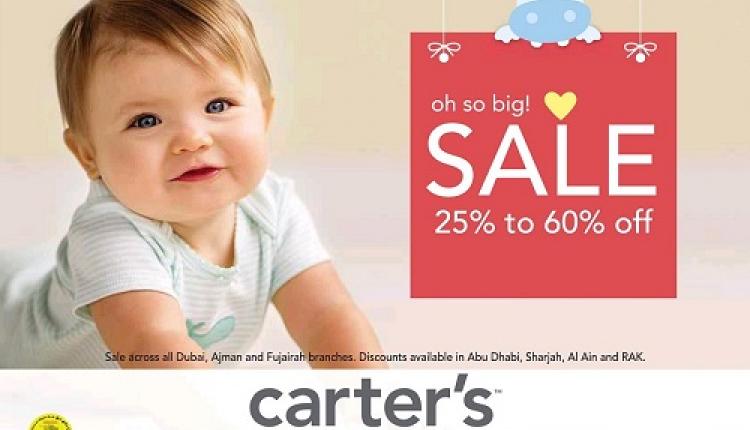 oh so big!
SALE
25% to 60% off
Sale across all Dubai, Ajman and Fujairah branches. Discounts available in Abu Dhabi, Sharjah, Al Ain and RAK.
carter's™